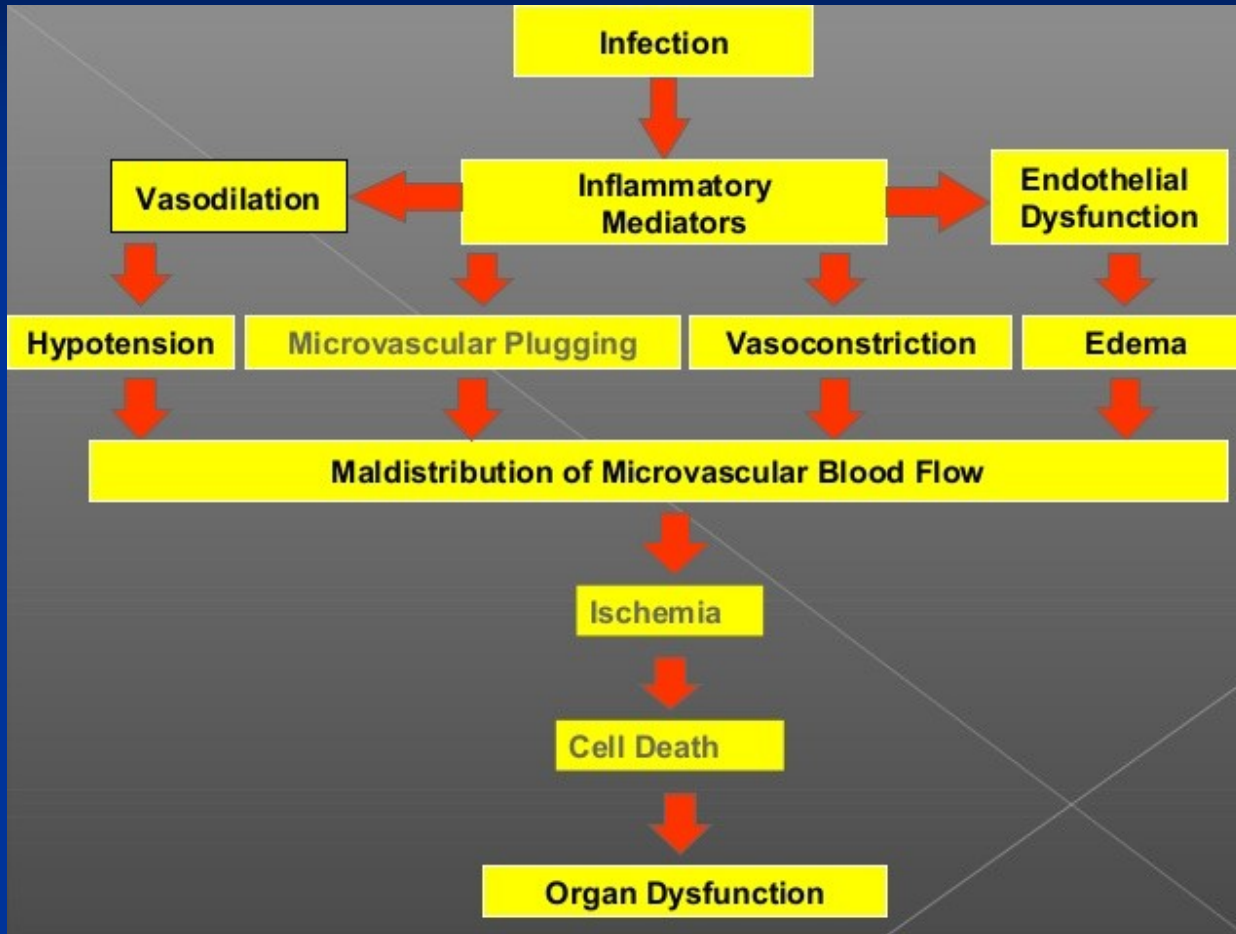 Infection
Vasodilation
Inflammatory
Mediators
Endothelial
Dysfunction
Hypotension
Microvascular Plugging
Vasoconstriction
Edema
Maldistribution of Microvascular Blood Flow
Ischemia
Cell Death
Organ Dysfunction